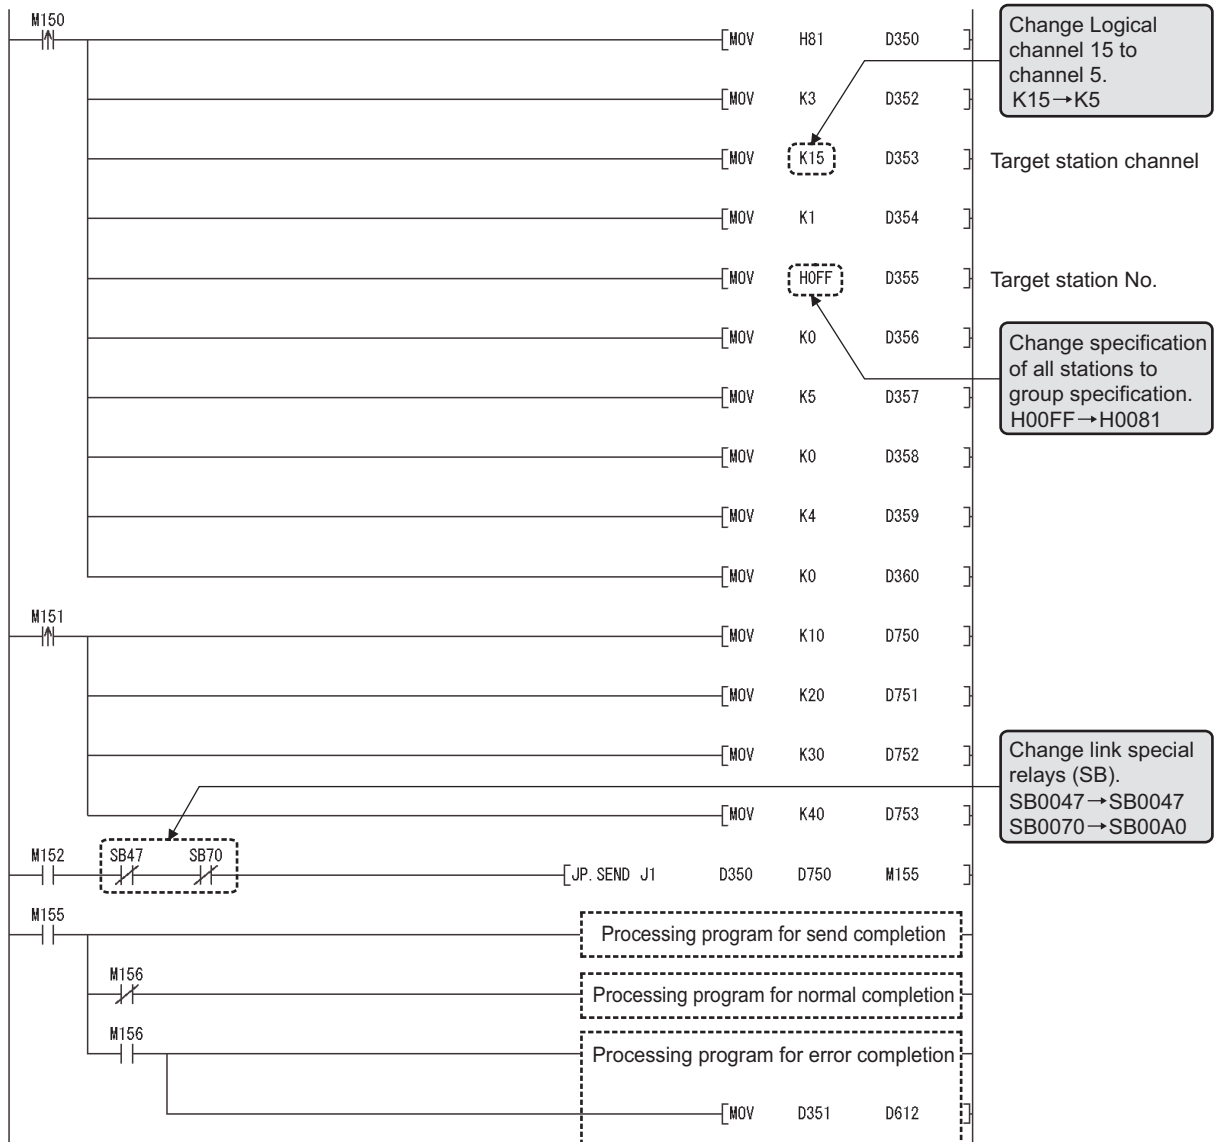 M150
[MOV H81 D350 ]
Change Logical
channel 15 to
channel 5.
K15→K5
[MOV K3 D352 ]
[MOV K15 D353 ] Target station channel
[MOV K1 D354 ]
[MOV H0FF D355 ] Target station No.
[MOV K0 D356 ]
Change specification
of all stations to
group specification.
H00FF→H0081
[MOV K5 D357 ]
[MOV K0 D358 ]
[MOV K4 D359 ]
[MOV K0 D360 ]
M151
[MOV K10 D750 ]
[MOV K20 D751 ]
[MOV K30 D752 ]
Change link special
relays (SB).
SB0047→SB0047
SB0070→SB00A0
[MOV K40 D753 ]
M152 SB47 SB70
[JP.SEND J1 D350 D750 M155 ]
M155
Processing program for send completion
M156
Processing program for normal completion
M156
Processing program for error completion
[MOV D351 D612 ]